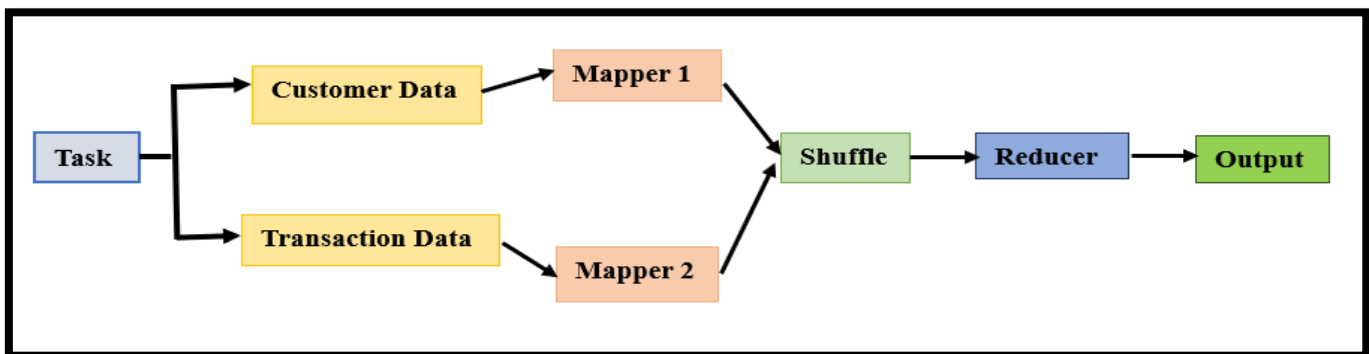 Task
Customer Data
Transaction Data
Mapper 1
Mapper 2
Shuffle
Reducer
Output